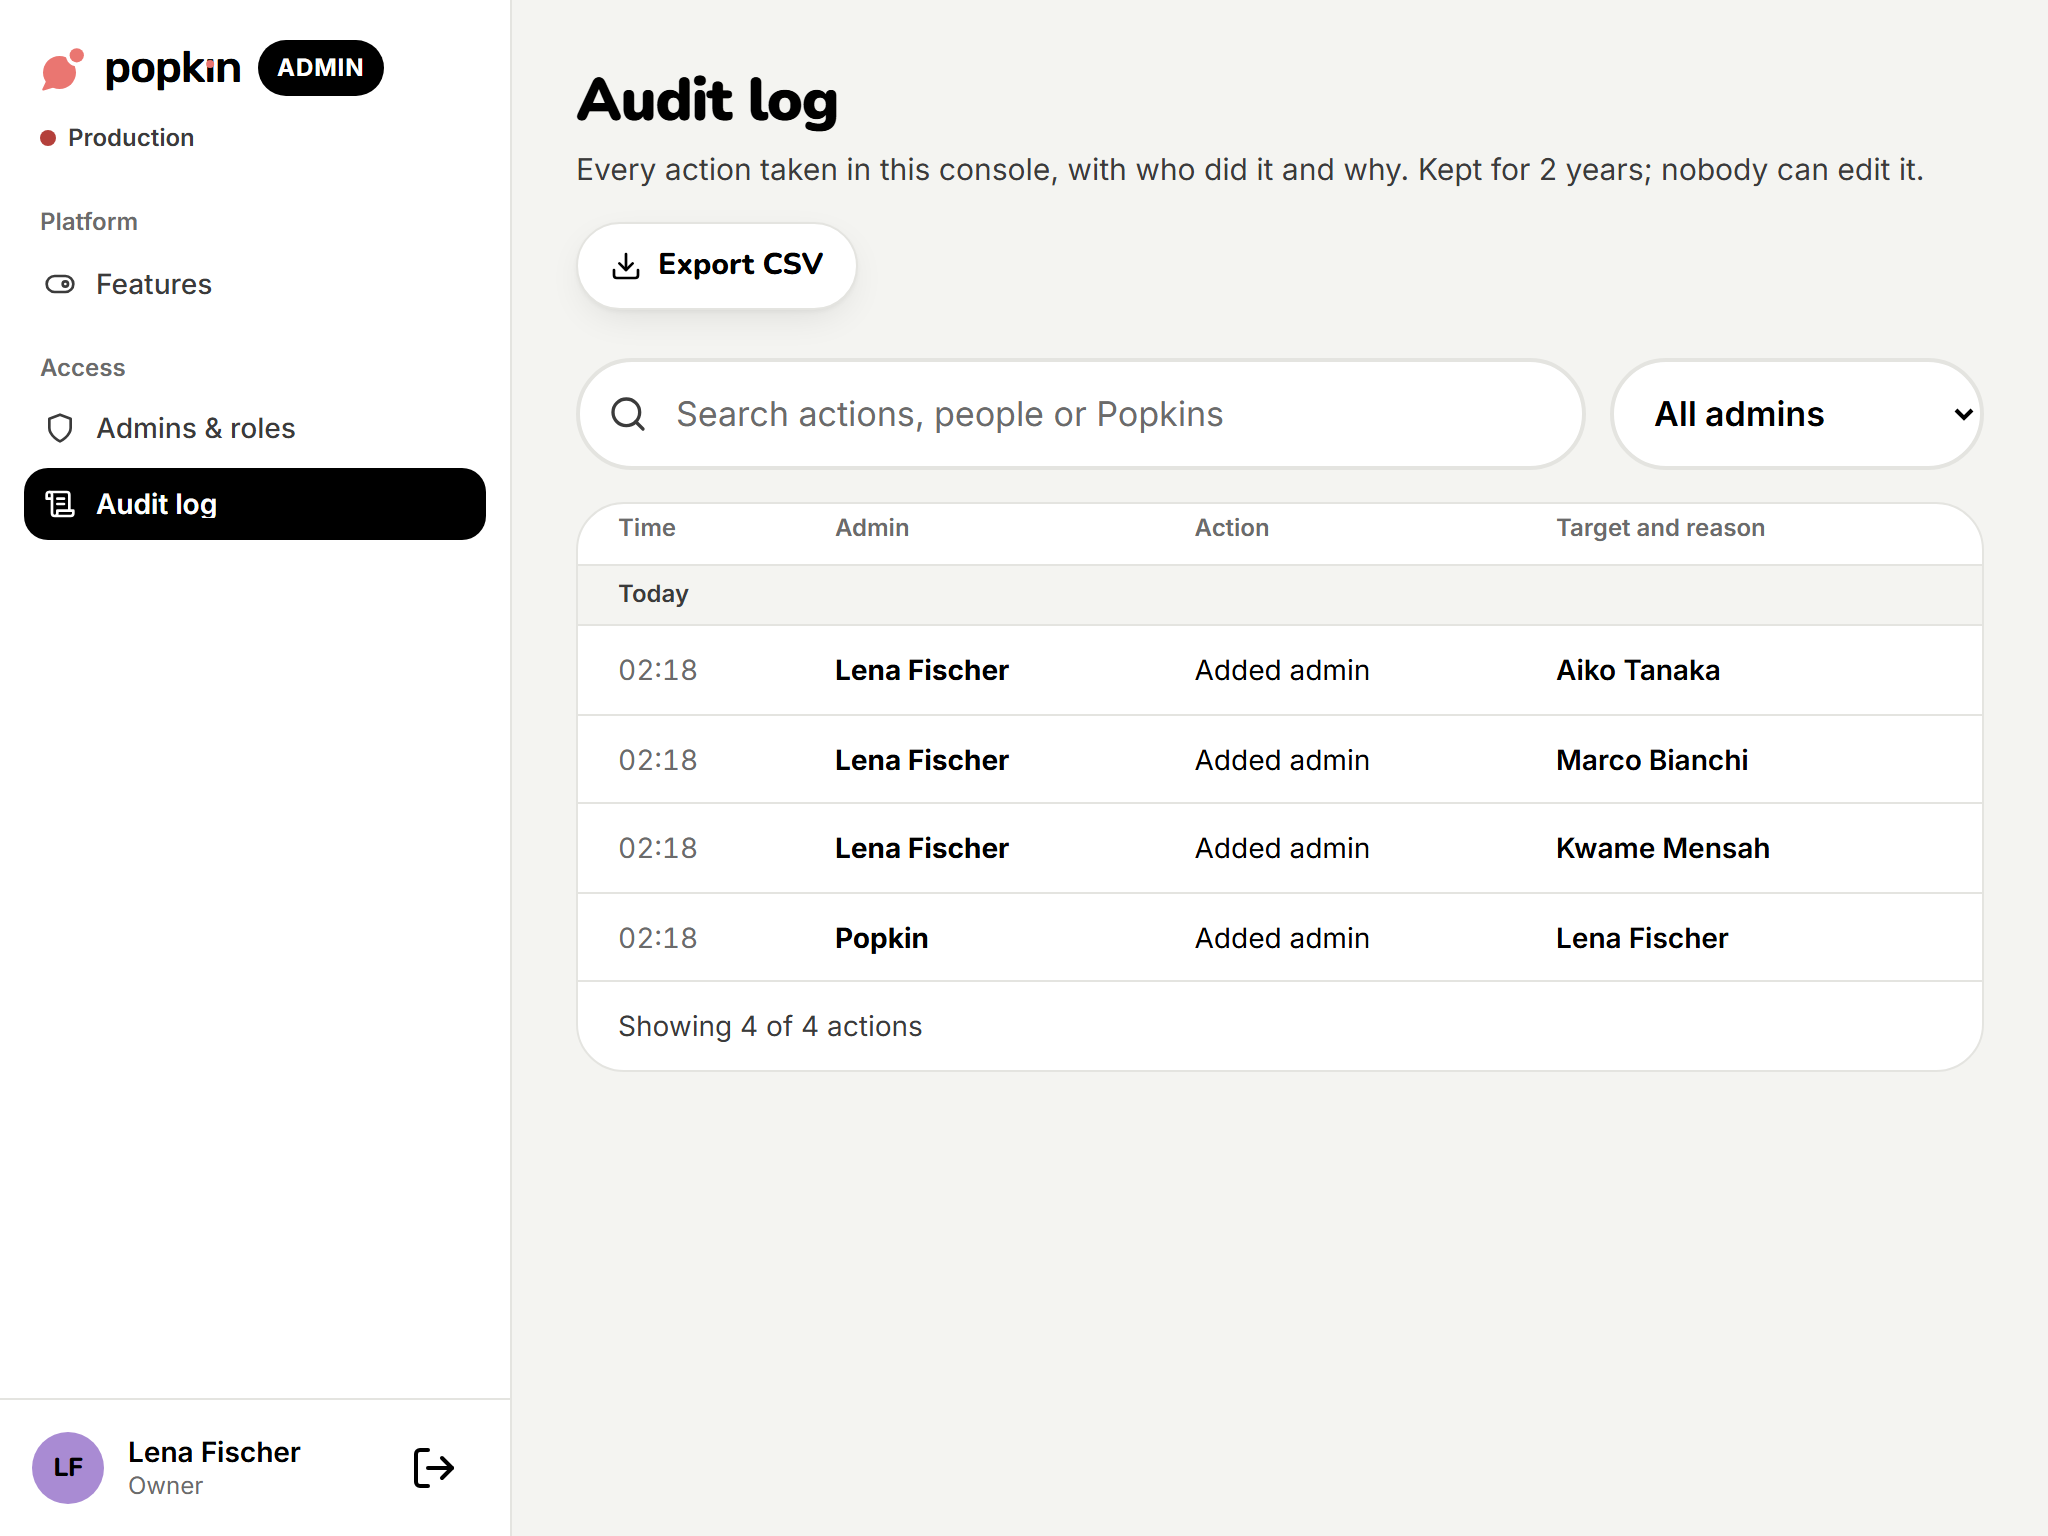 popkin ADMIN
Production
Platform
Features
Access
Admins & roles
Audit log
LF
Lena Fischer
Owner
Audit log
Every action taken in this console, with who did it and why. Kept for 2 years; nobody can edit it.
Export CSV
Search actions, people or Popkins
All admins
Time Admin Action Target and reason
Today
02:18 Lena Fischer Added admin Aiko Tanaka
02:18 Lena Fischer Added admin Marco Bianchi
02:18 Lena Fischer Added admin Kwame Mensah
02:18 Popkin Added admin Lena Fischer
Showing 4 of 4 actions